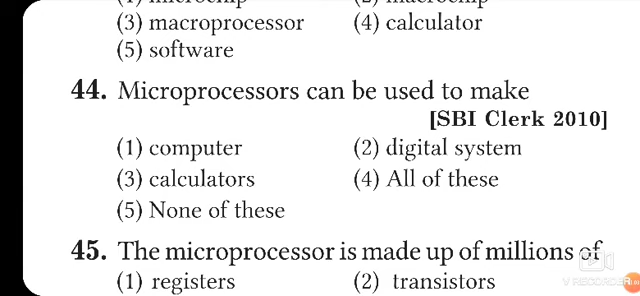 (3) macroprocessor (4) calculator
(5) software
44. Microprocessors can be used to make
[SBI Clerk 2010]
(1) computer (2) digital system
(3) calculators (4) All of these
(5) None of these
45. The microprocessor is made up of millions of
(1) registers (2) transistors
V RECORDER